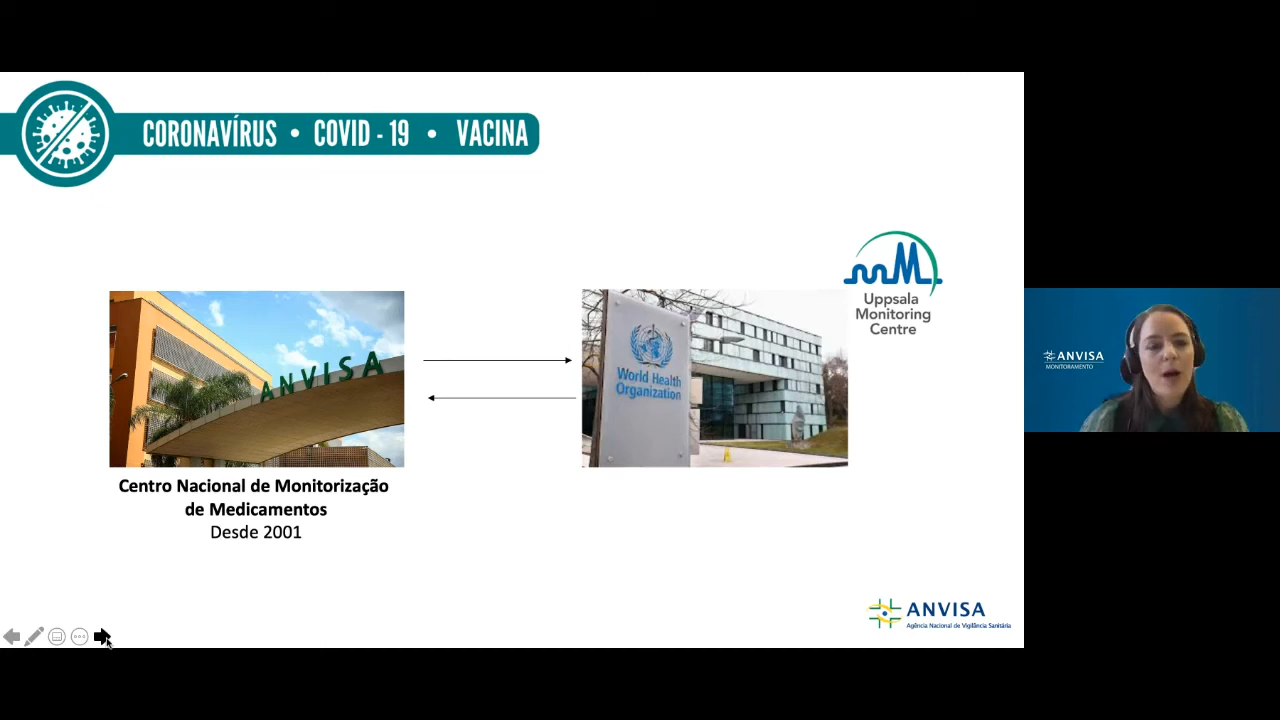 CORONAVÍRUS • COVID - 19 • VACINA
Uppsala
Monitoring
Centre
ANVISA
World Health
Organization
Centro Nacional de Monitorização
de Medicamentos
Desde 2001
ANVISA
MONITORAMENTO
ANVISA
Agência Nacional de Vigilância Sanitária